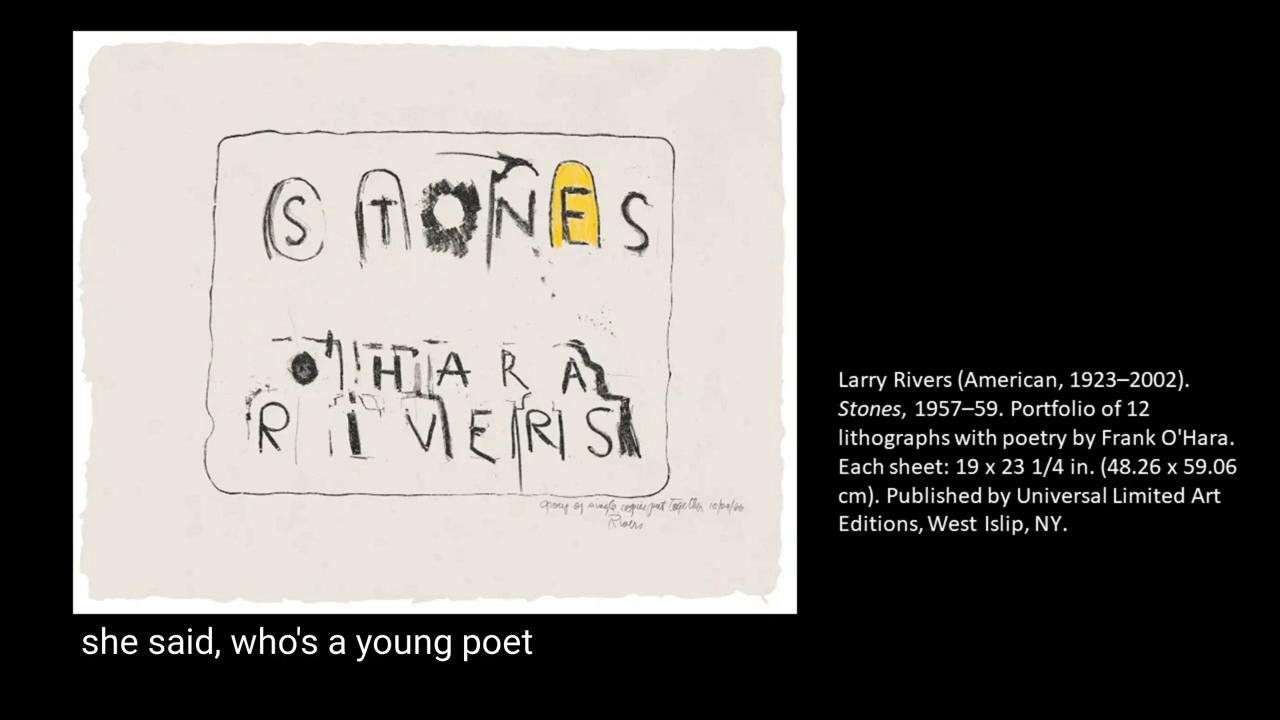 STONES
O'HARA
RIVERS
Rivers
Larry Rivers (American, 1923–2002).
Stones, 1957–59. Portfolio of 12
lithographs with poetry by Frank O'Hara.
Each sheet: 19 x 23 1/4 in. (48.26 x 59.06
cm). Published by Universal Limited Art
Editions, West Islip, NY.
she said, who's a young poet